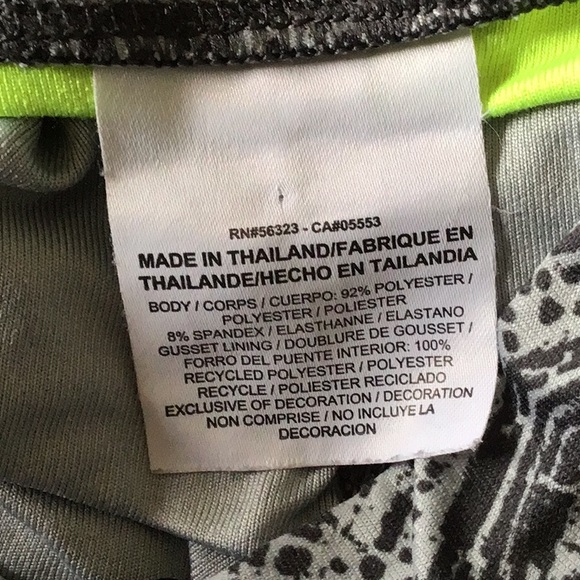 RN#56323 - CA#05553
MADE IN THAILAND/FABRIQUE EN
THAILANDE/HECHO EN TAILANDIA
BODY / CORPS / CUERPO: 92% POLYESTER /
POLYESTER / POLIESTER
8% SPANDEX / ELASTHANNE / ELASTANO
GUSSET LINING / DOUBLURE DE GOUSSET /
FORRO DEL PUENTE INTERIOR: 100%
RECYCLED POLYESTER / POLYESTER
RECYCLE / POLIESTER RECICLADO
EXCLUSIVE OF DECORATION / DECORATION
NON COMPRISE / NO INCLUYE LA
DECORACION